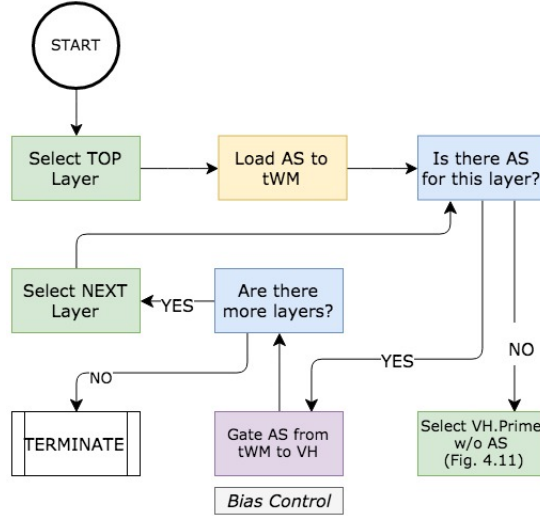 START
Select TOP
Layer
Load AS to
tWM
Is there AS
for this layer?
Select NEXT
Layer
YES
Are there
more layers?
NO
YES
NO
TERMINATE
Gate AS from
tWM to VH
Select VH.Prime
w/o AS
(Fig. 4.11)
Bias Control